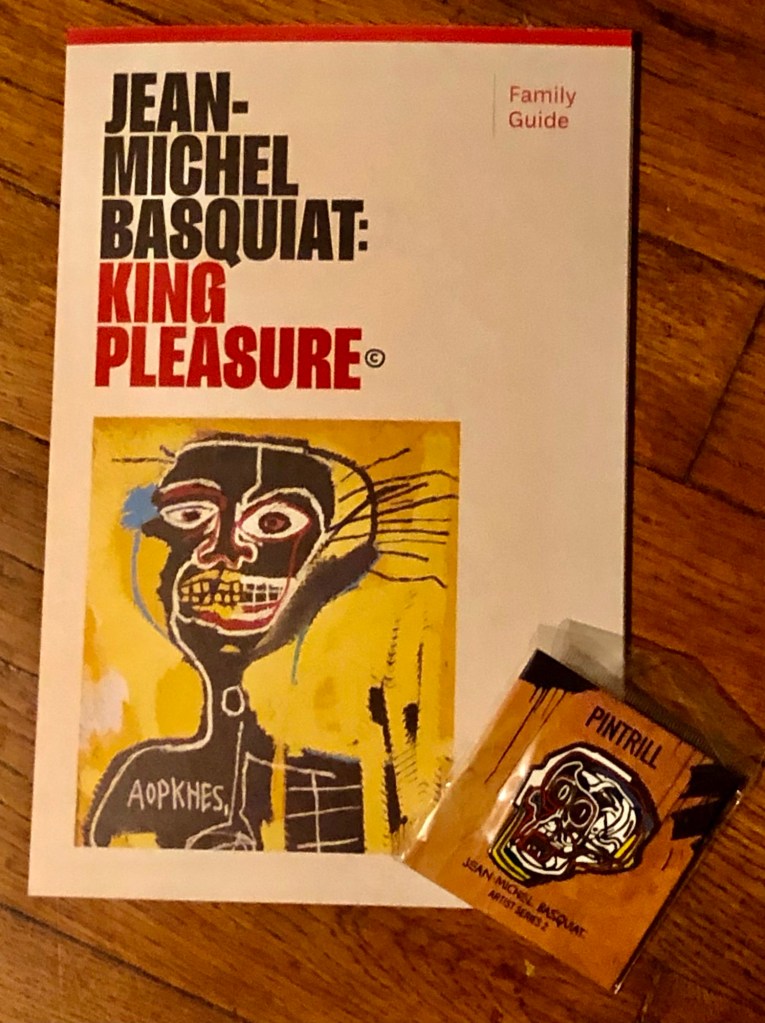 JEAN-
MICHEL
BASQUIAT:
KING
PLEASURE©
Family
Guide
AOPKHES,
PINTRILL
JEAN-MICHEL BASQUIAT
ARTIST SERIES 2